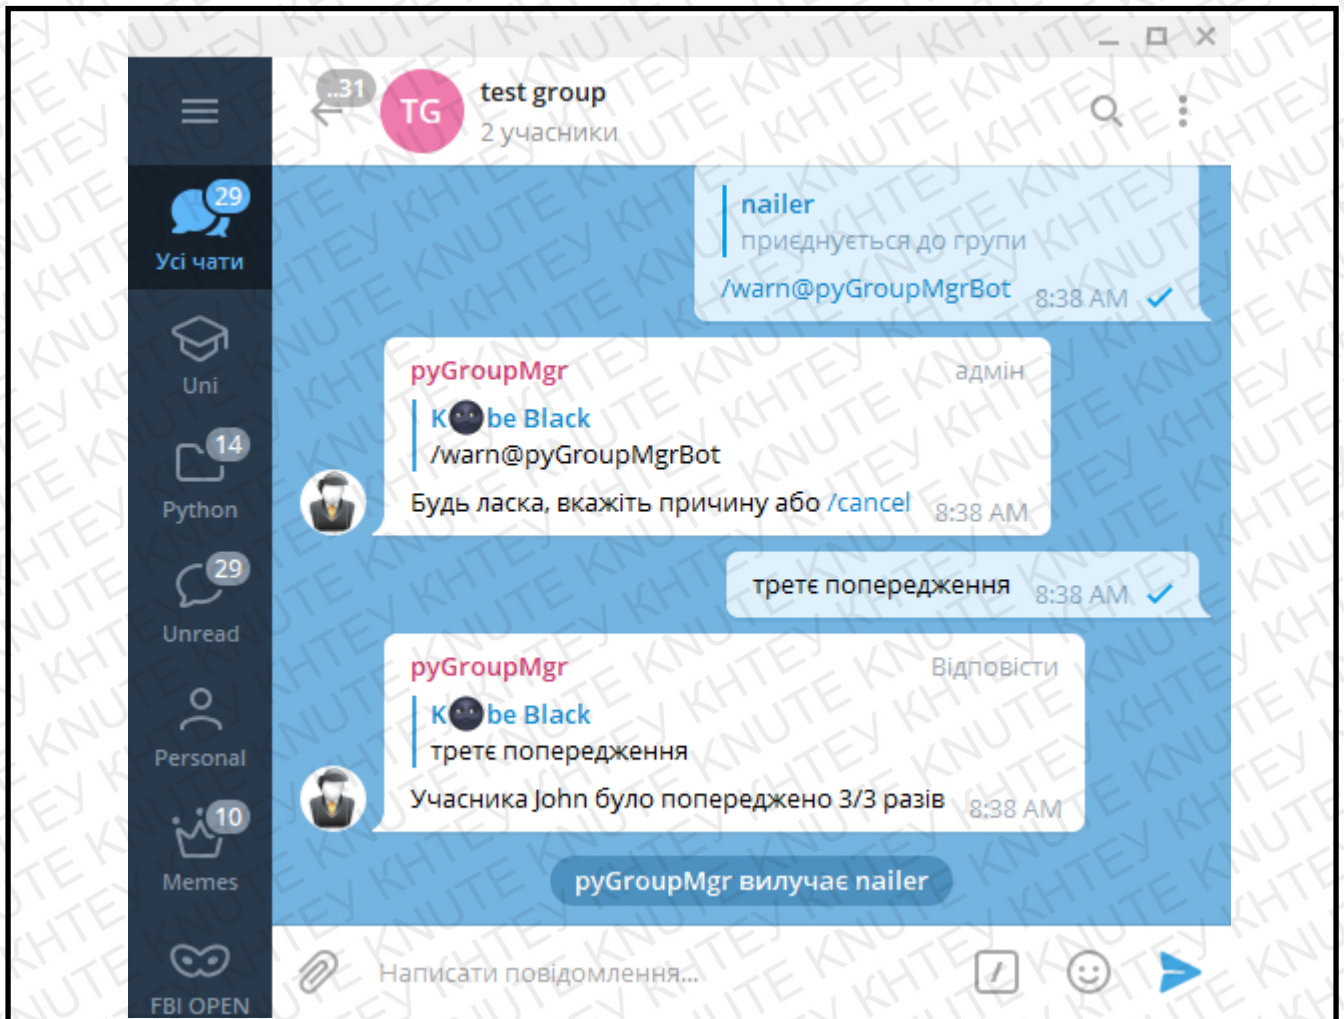 ..31
TG
test group
2 учасники
29
Усі чати
Uni
14
Python
29
Unread
Personal
10
Memes
FBI OPEN
nailer
приєднується до групи
/warn@pyGroupMgrBot 8:38 AM
pyGroupMgr адмін
K🌚be Black
/warn@pyGroupMgrBot
Будь ласка, вкажіть причину або /cancel 8:38 AM
третє попередження 8:38 AM
pyGroupMgr Відповісти
K🌚be Black
третє попередження
Учасника John було попереджено 3/3 разів 8:38 AM
pyGroupMgr вилучає nailer
Написати повідомлення...
KNUTE КНТЕУ